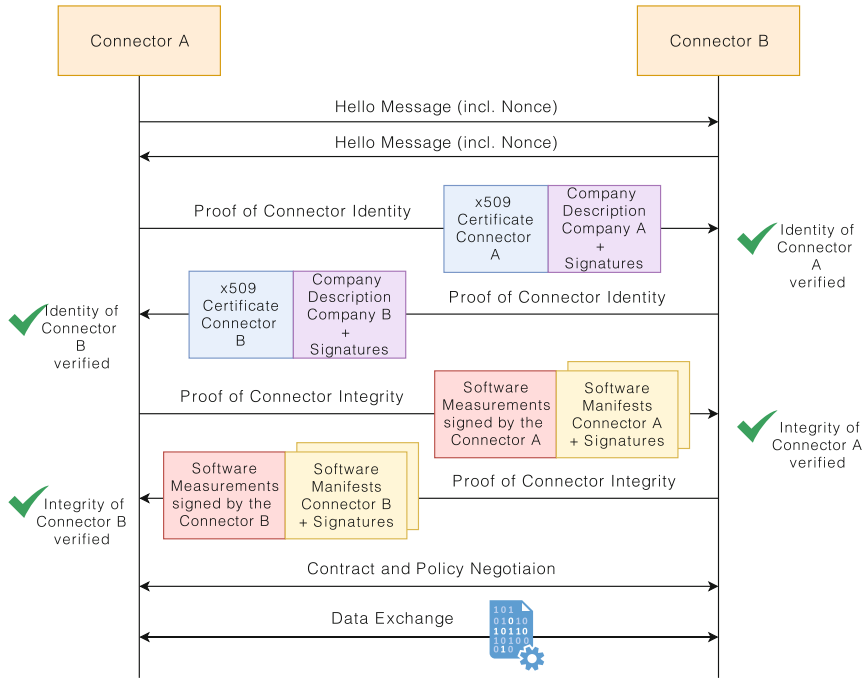 Connector A
Connector B
Hello Message (incl. Nonce)
Hello Message (incl. Nonce)
Proof of Connector Identity
x509
Certificate
Connector
A
Company
Description
Company A
+
Signatures
Identity of
Connector
A
verified
x509
Certificate
Connector
B
Company
Description
Company B
+
Signatures
Proof of Connector Identity
Identity of
Connector
B
verified
Proof of Connector Integrity
Software
Measurements
signed by the
Connector A
Software
Manifests
Connector A
+ Signatures
Integrity of
Connector A
verified
Software
Measurements
signed by the
Connector B
Software
Manifests
Connector B
+ Signatures
Proof of Connector Integrity
Integrity of
Connector B
verified
Contract and Policy Negotiaion
Data Exchange
101
01010
10110
10100
010